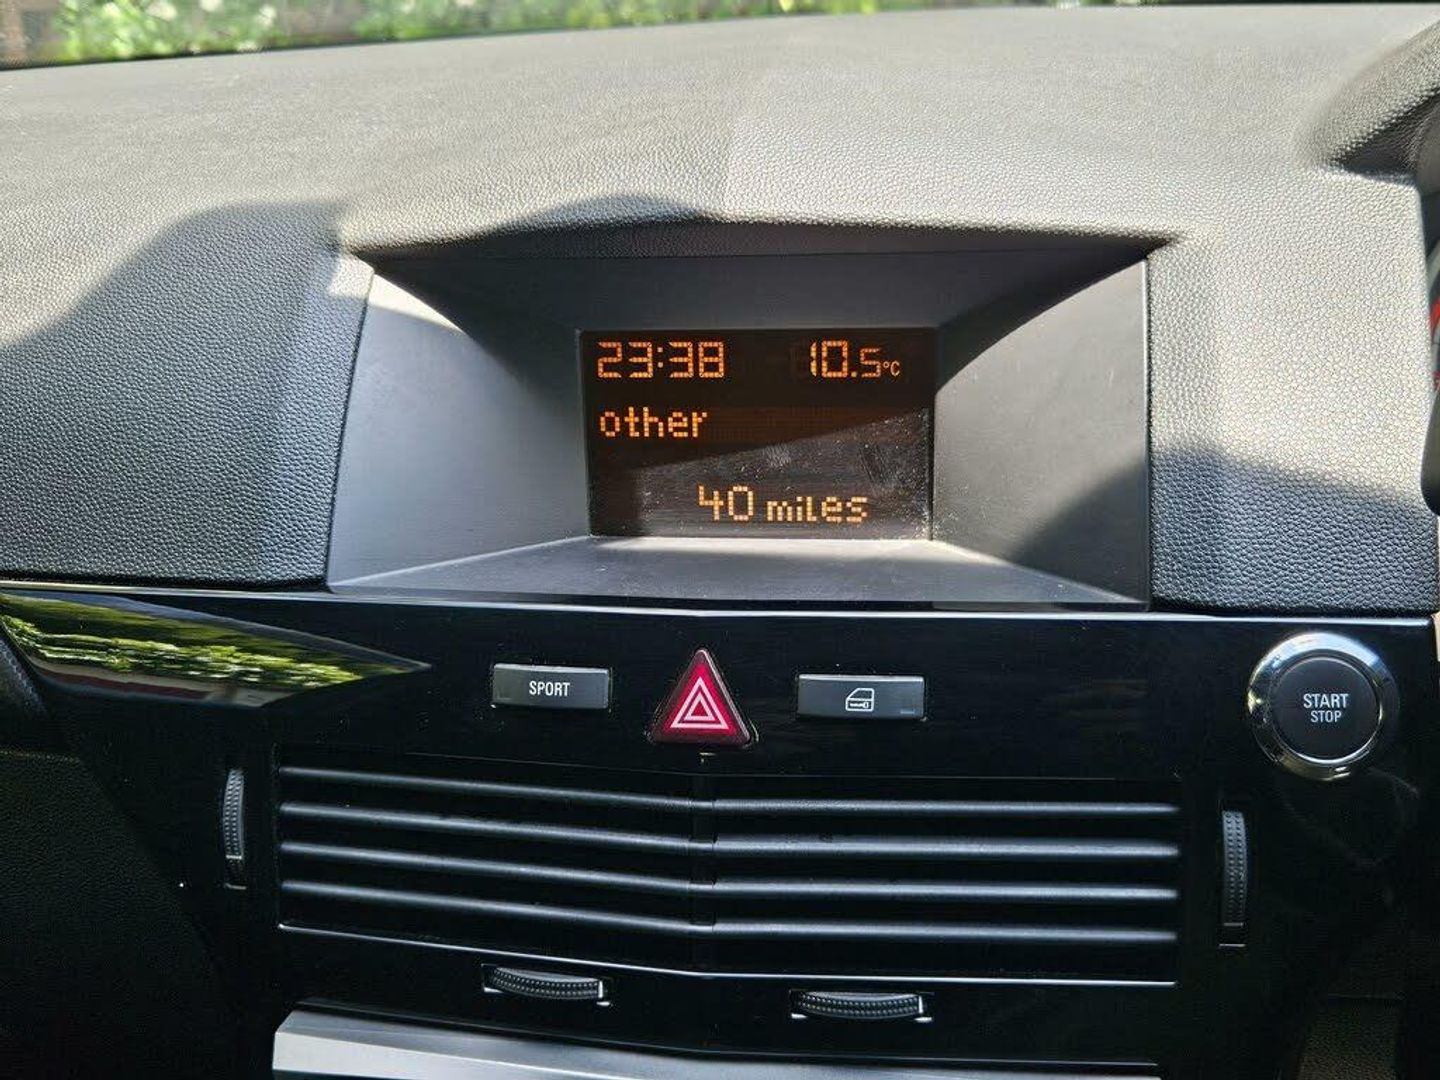 23:38 10.5°C
other
40 miles
SPORT
START
STOP